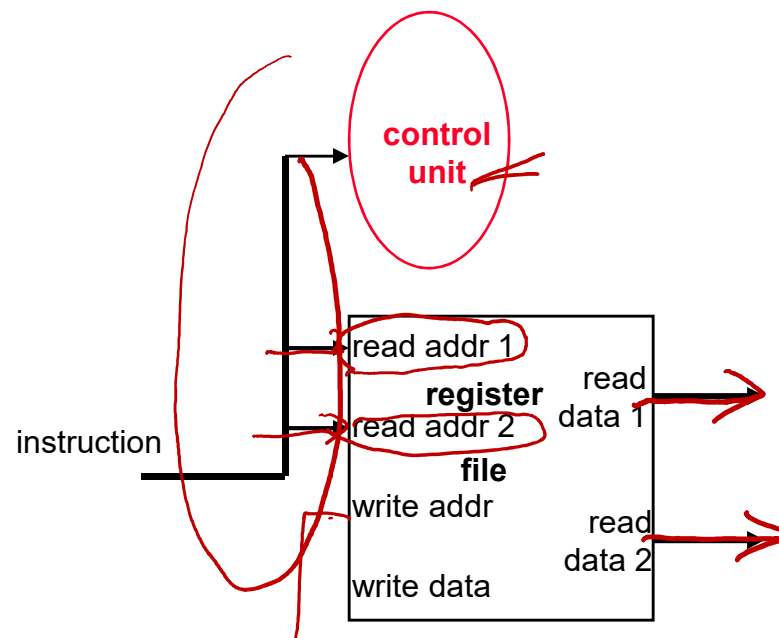 control
unit
read addr 1
register
read
data 1
read addr 2
instruction
file
write addr
read
data 2
write data